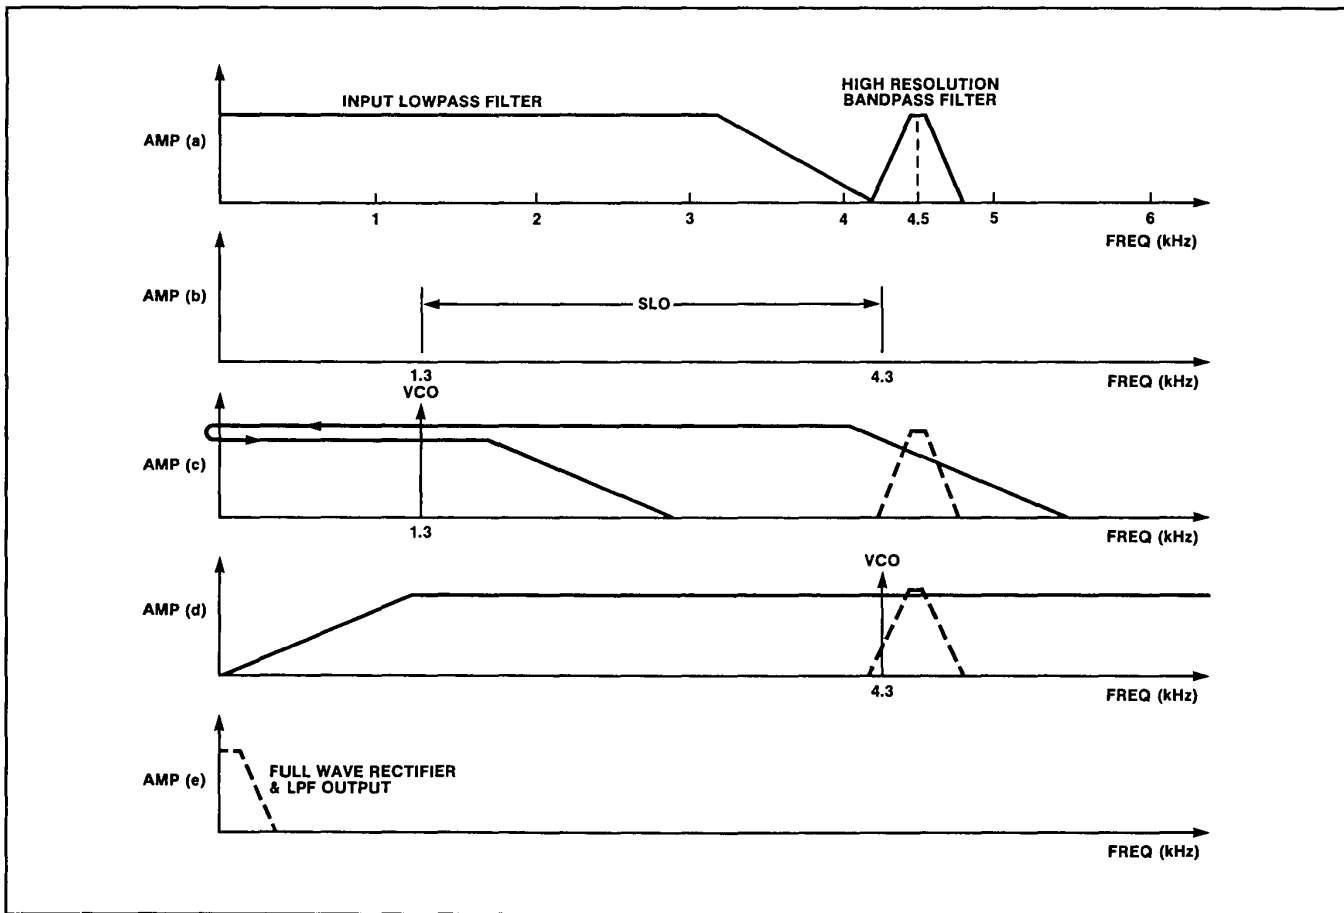 INPUT LOWPASS FILTER
HIGH RESOLUTION
BANDPASS FILTER
AMP (a)
1 2 3 4 4.5 5 6
FREQ (kHz)
AMP (b)
SLO
1.3 4.3
FREQ (kHz)
VCO
AMP (c)
1.3
FREQ (kHz)
VCO
AMP (d)
4.3
FREQ (kHz)
AMP (e)
FULL WAVE RECTIFIER
& LPF OUTPUT
FREQ (kHz)